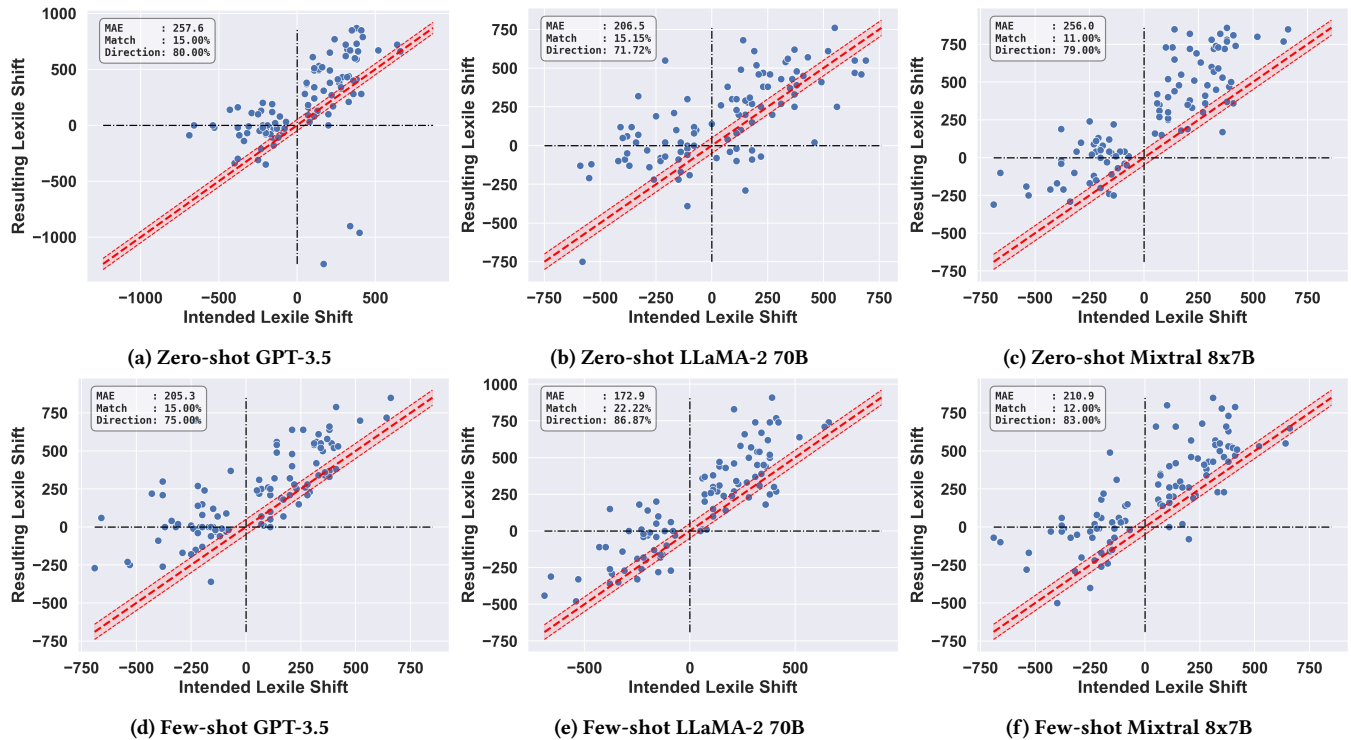 MAE : 257.6
Match : 15.00%
Direction: 80.00%
1000
500
0
−500
−1000
Resulting Lexile Shift
−1000 −500 0 500
Intended Lexile Shift
(a) Zero-shot GPT-3.5
MAE : 206.5
Match : 15.15%
Direction: 71.72%
750
500
250
0
−250
−500
−750
Resulting Lexile Shift
−750 −500 −250 0 250 500 750
Intended Lexile Shift
(b) Zero-shot LLaMA-2 70B
MAE : 256.0
Match : 11.00%
Direction: 79.00%
750
500
250
0
−250
−500
−750
Resulting Lexile Shift
−750 −500 −250 0 250 500 750
Intended Lexile Shift
(c) Zero-shot Mixtral 8x7B
MAE : 205.3
Match : 15.00%
Direction: 75.00%
750
500
250
0
−250
−500
−750
Resulting Lexile Shift
−750 −500 −250 0 250 500 750
Intended Lexile Shift
(d) Few-shot GPT-3.5
MAE : 172.9
Match : 22.22%
Direction: 86.87%
1000
750
500
250
0
−250
−500
−750
Resulting Lexile Shift
−500 0 500
Intended Lexile Shift
(e) Few-shot LLaMA-2 70B
MAE : 210.9
Match : 12.00%
Direction: 83.00%
750
500
250
0
−250
−500
−750
Resulting Lexile Shift
−750 −500 −250 0 250 500 750
Intended Lexile Shift
(f) Few-shot Mixtral 8x7B